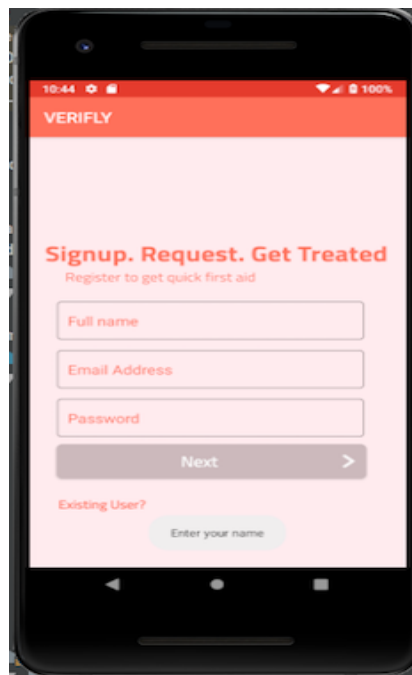 10:44 100%
VERIFLY
Signup. Request. Get Treated
Register to get quick first aid
Full name
Email Address
Password
Next >
Existing User?
Enter your name